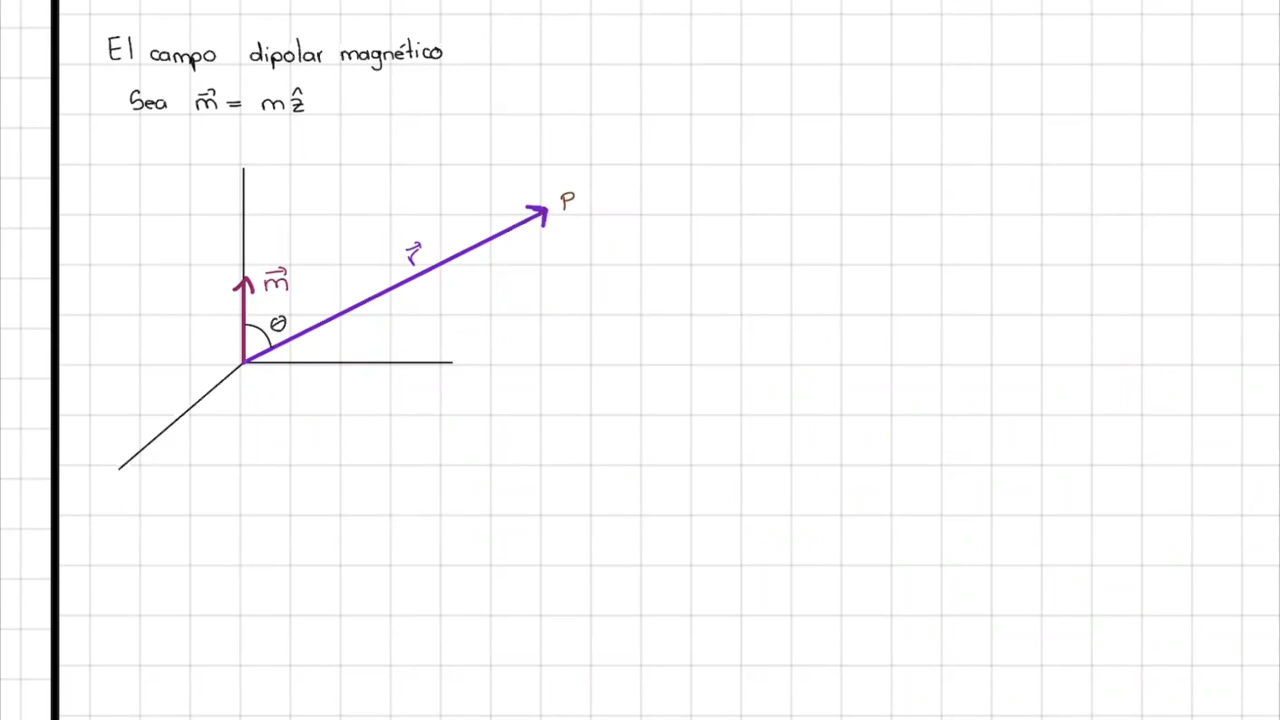 El campo dipolar magnético
Sea m⃗ = m ẑ
P
r⃗
m⃗
θ